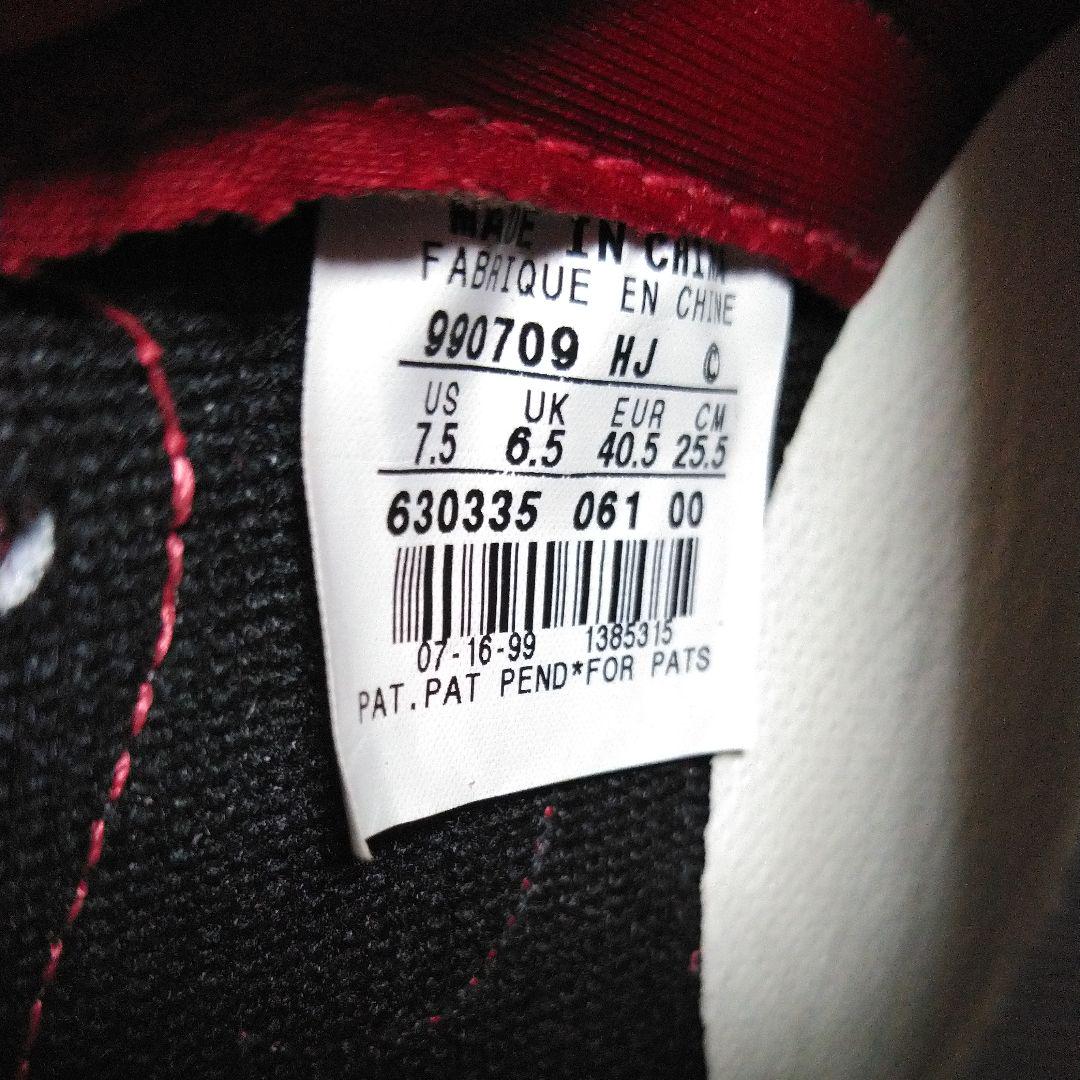 MADE IN CHINA
FABRIQUE EN CHINE
990709 HJ ©
US UK EUR CM
7.5 6.5 40.5 25.5
630335 061 00
07-16-99 1385315
PAT.PAT PEND*FOR PATS